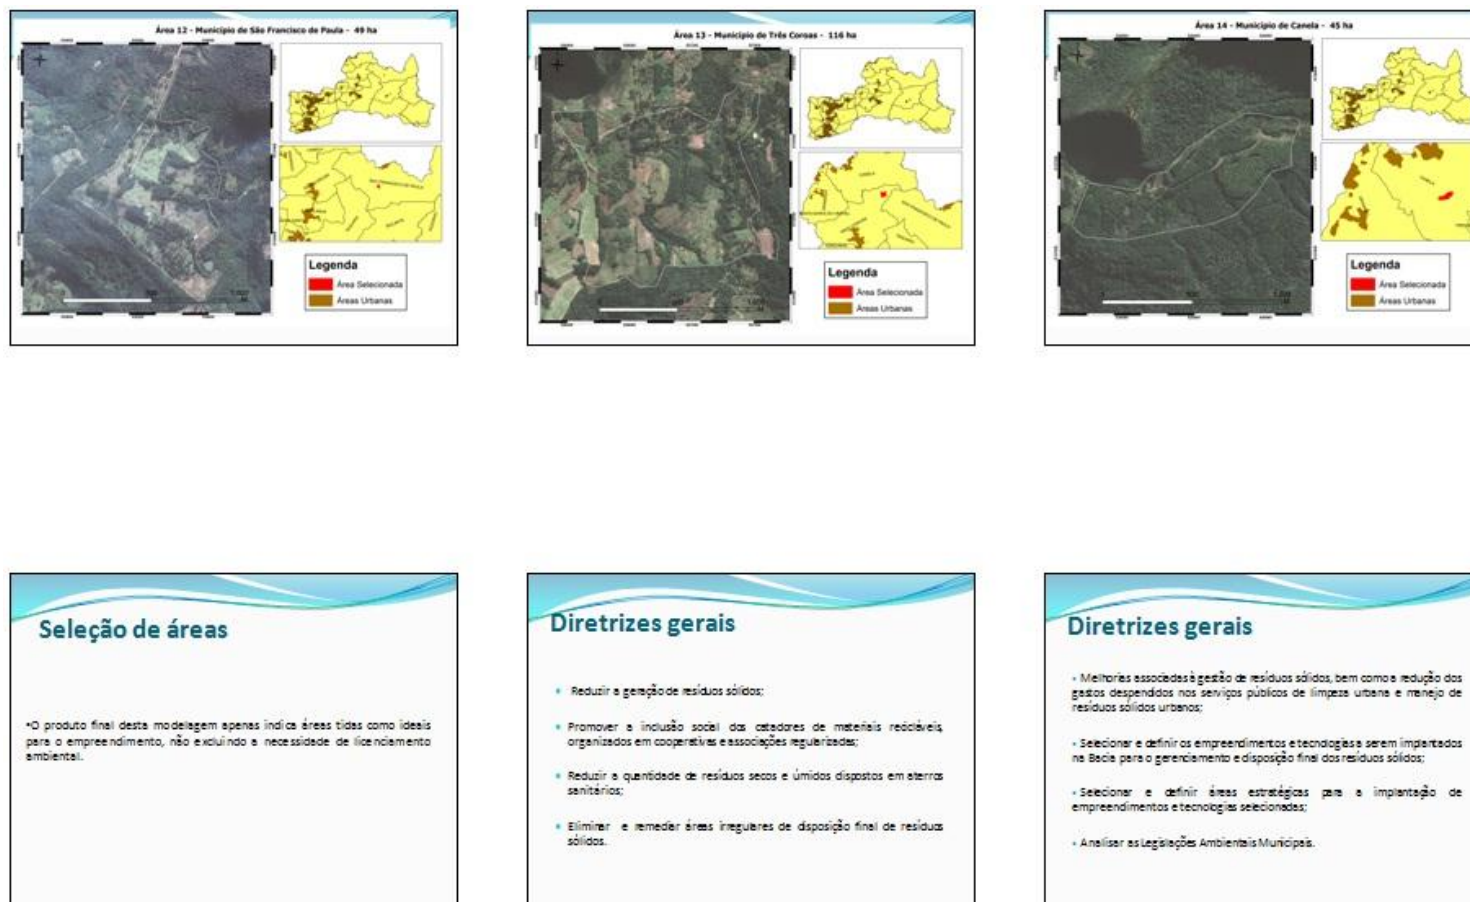 Área 12 - Município de São Francisco de Paula - 49 ha
Legenda
Área Selecionada
Áreas Urbanas
Área 13 - Município de Três Coroas - 116 ha
Legenda
Área Selecionada
Áreas Urbanas
Área 14 - Município de Canela - 45 ha
Legenda
Área Selecionada
Áreas Urbanas
Seleção de áreas
•O produto final desta modelagem apenas indica áreas tidas como ideais
para o empreendimento, não excluindo a necessidade de licenciamento
ambiental.
Diretrizes gerais
• Reduzir a geração de resíduos sólidos;
• Promover a inclusão social dos catadores de materiais recicláveis,
organizados em cooperativas e associações regularizadas;
• Reduzir a quantidade de resíduos secos e úmidos dispostos em aterros
sanitários;
• Eliminar e remediar áreas irregulares de disposição final de resíduos
sólidos.
Diretrizes gerais
• Melhorias associadas à gestão de resíduos sólidos, bem como a redução dos
gastos despendidos nos serviços públicos de limpeza urbana e manejo de
resíduos sólidos urbanos;
• Selecionar e definir os empreendimentos e tecnologias a serem implantados
na Bacia para o gerenciamento e disposição final dos resíduos sólidos;
• Selecionar e definir áreas estratégicas para a implantação de
empreendimentos e tecnologias selecionadas;
• Analisar as Legislações Ambientais Municipais.